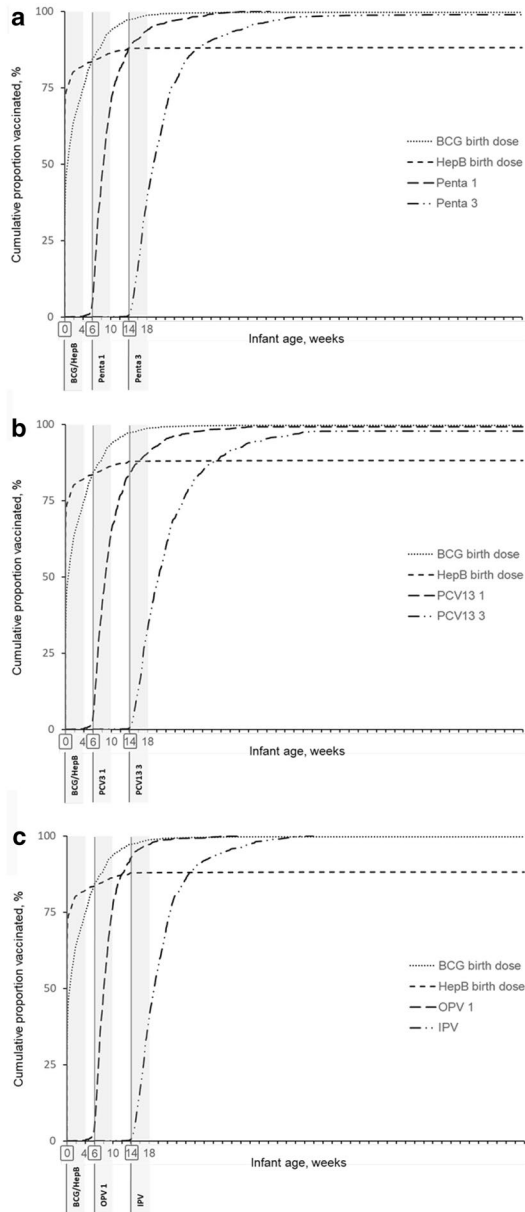 a
Cumulative proportion vaccinated, %
100
75
50
25
0
BCG birth dose
HepB birth dose
Penta 1
Penta 3
0 4 6 10 14 18
Infant age, weeks
BCG/HepB
Penta 1
Penta 3
b
Cumulative proportion vaccinated, %
100
75
50
25
0
BCG birth dose
HepB birth dose
PCV13 1
PCV13 3
0 4 6 10 14 18
Infant age, weeks
BCG/HepB
PCV3 1
PCV13 3
c
Cumulative proportion vaccinated, %
100
75
50
25
0
BCG birth dose
HepB birth dose
OPV 1
IPV
0 4 6 10 14 18
Infant age, weeks
BCG/HepB
OPV 1
IPV